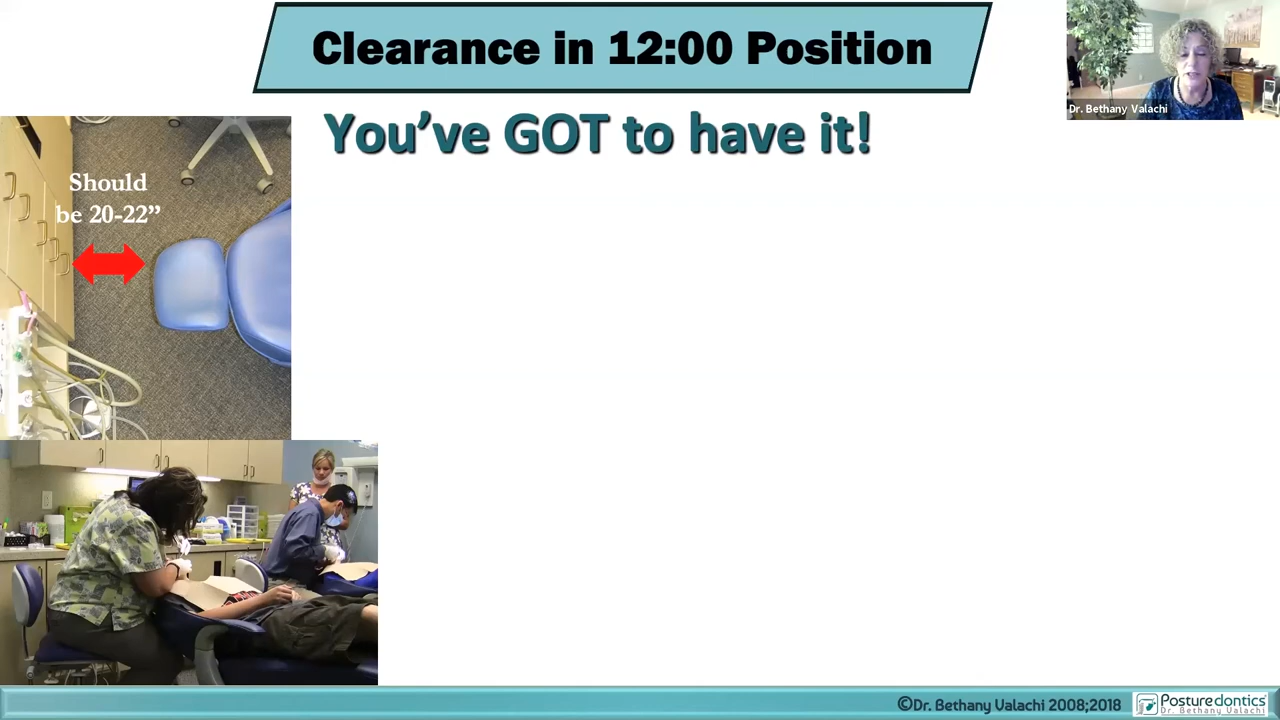 Clearance in 12:00 Position
Dr. Bethany Valachi
You’ve GOT to have it!
Should
be 20-22”
©Dr. Bethany Valachi 2008;2018
Posturedontics®
Dr. Bethany Valachi